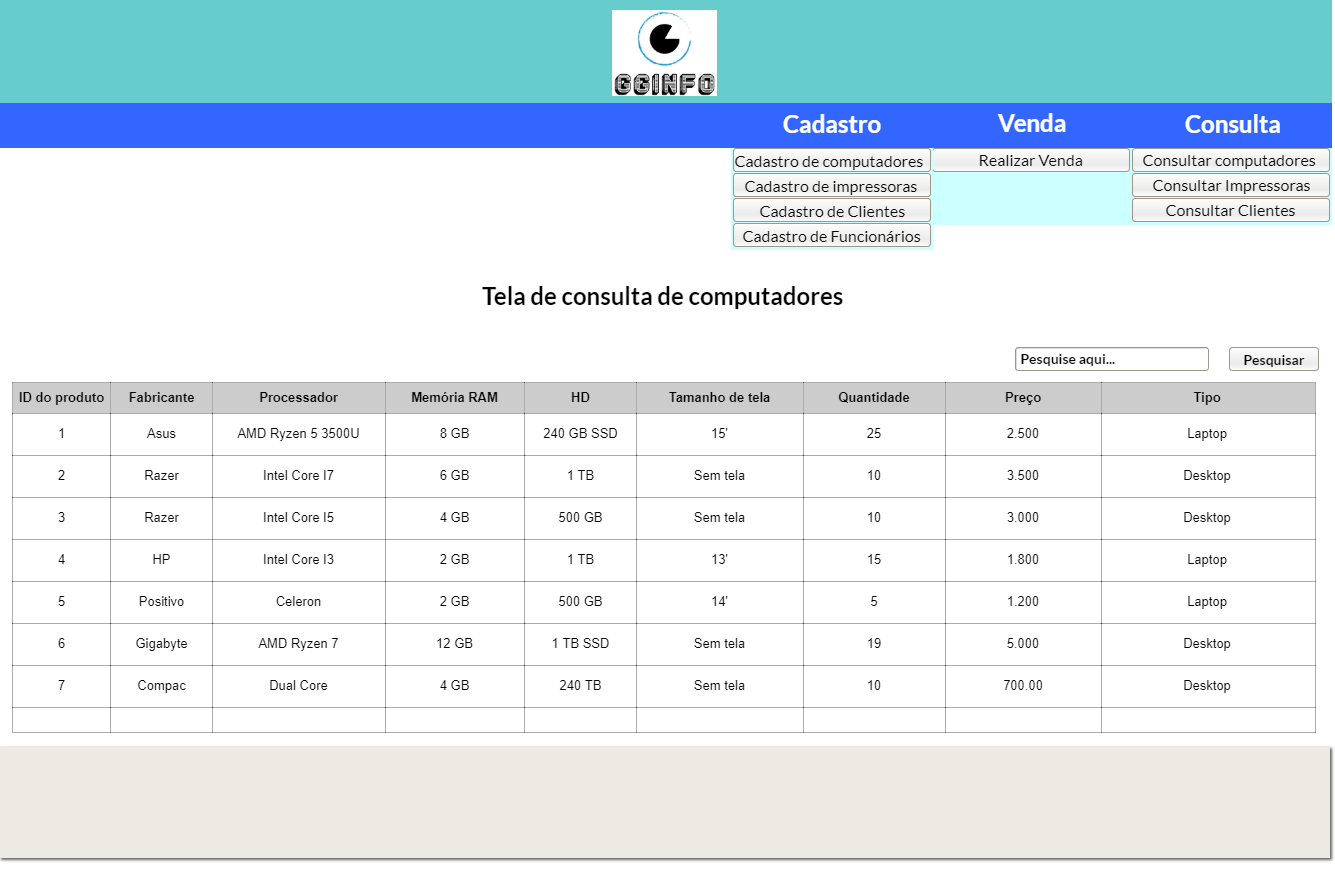 GGINFO
Cadastro Venda Consulta
Cadastro de computadores Realizar Venda Consultar computadores
Cadastro de impressoras Consultar Impressoras
Cadastro de Clientes Consultar Clientes
Cadastro de Funcionários
Tela de consulta de computadores
Pesquise aqui... Pesquisar
ID do produto Fabricante Processador Memória RAM HD Tamanho de tela Quantidade Preço Tipo
1 Asus AMD Ryzen 5 3500U 8 GB 240 GB SSD 15' 25 2.500 Laptop
2 Razer Intel Core I7 6 GB 1 TB Sem tela 10 3.500 Desktop
3 Razer Intel Core I5 4 GB 500 GB Sem tela 10 3.000 Desktop
4 HP Intel Core I3 2 GB 1 TB 13' 15 1.800 Laptop
5 Positivo Celeron 2 GB 500 GB 14' 5 1.200 Laptop
6 Gigabyte AMD Ryzen 7 12 GB 1 TB SSD Sem tela 19 5.000 Desktop
7 Compac Dual Core 4 GB 240 TB Sem tela 10 700.00 Desktop